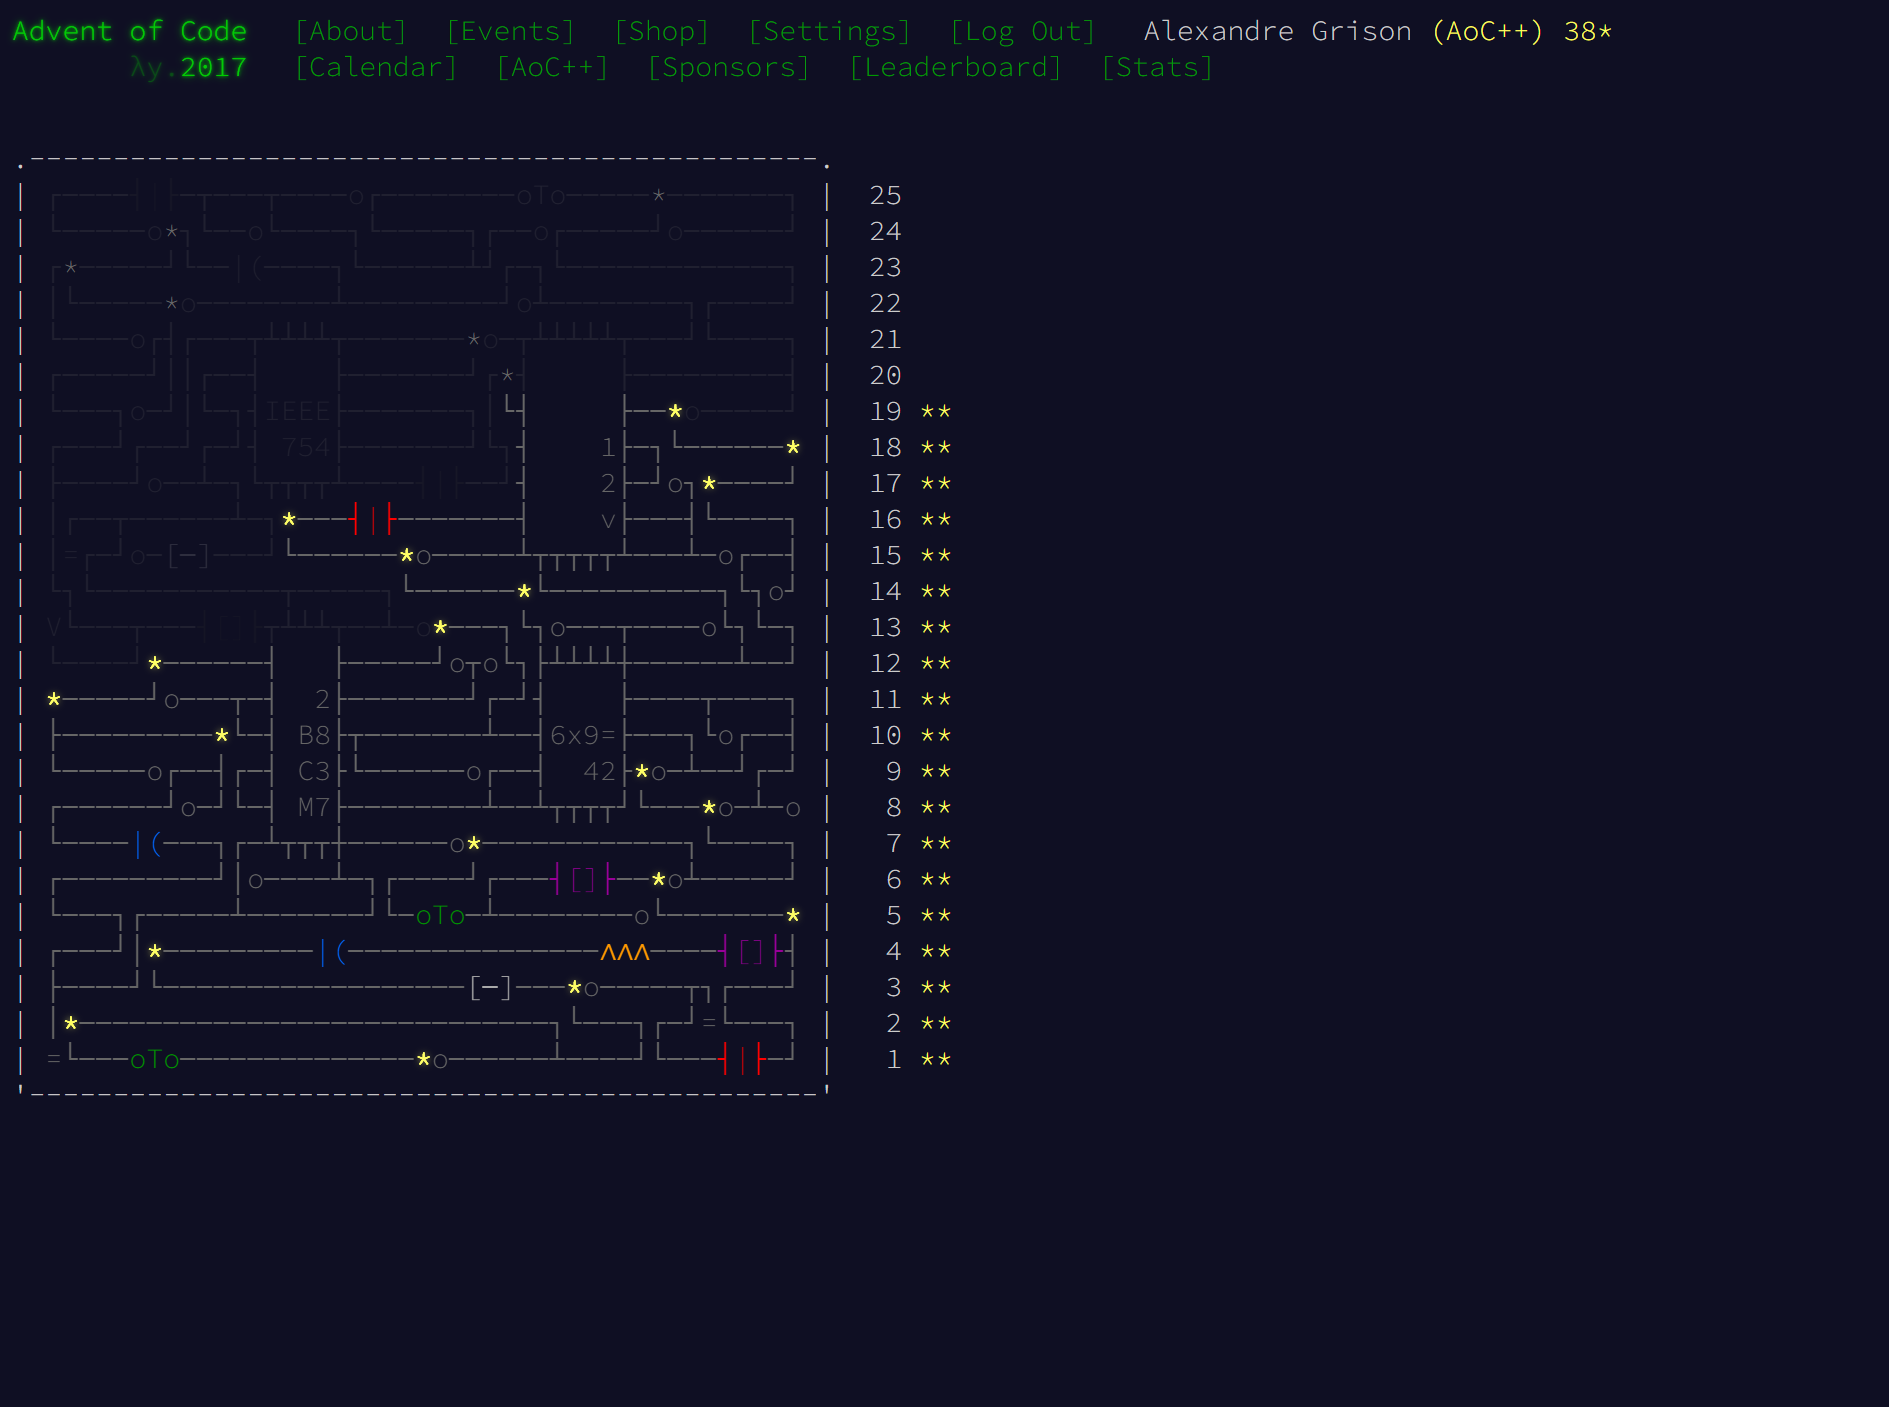 Advent of Code [About] [Events] [Shop] [Settings] [Log Out] Alexandre Grison (AoC++) 38*
λy.2017 [Calendar] [AoC++] [Sponsors] [Leaderboard] [Stats]
oTo 25
24
23
22
21
20
IEEE 19 **
754 1 18 **
2 17 **
v 16 **
15 **
14 **
V 13 **
12 **
2 11 **
B8 6x9= 10 **
C3 42 9 **
M7 8 **
7 **
6 **
oTo 5 **
4 **
3 **
2 **
oTo 1 **